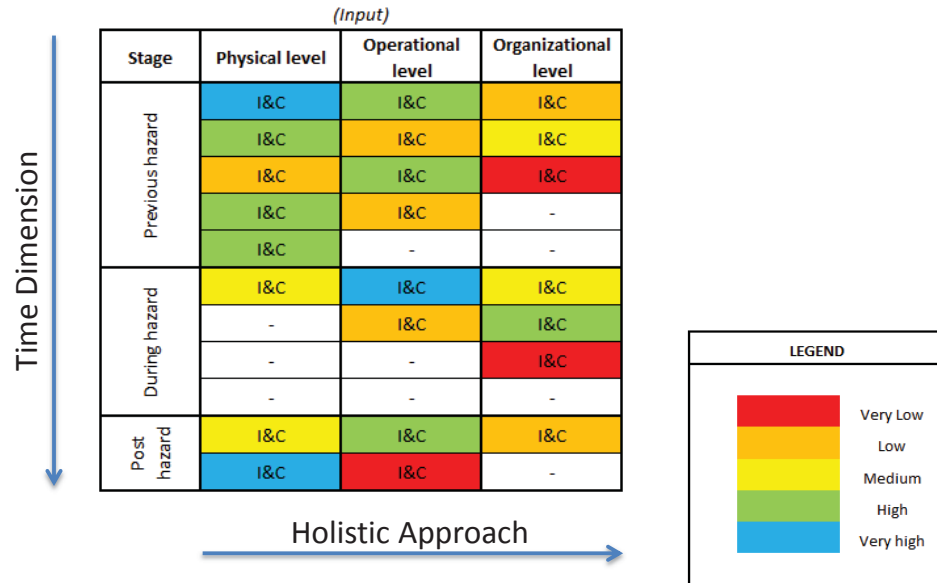 (Input)
Stage Physical level Operational level Organizational level
Previous hazard
I&C I&C I&C
I&C I&C I&C
I&C I&C I&C
I&C I&C -
I&C - -
During hazard
I&C I&C I&C
- I&C I&C
- - I&C
- - -
Post hazard
I&C I&C I&C
I&C I&C -
Time Dimension
Holistic Approach
LEGEND
Very Low
Low
Medium
High
Very high